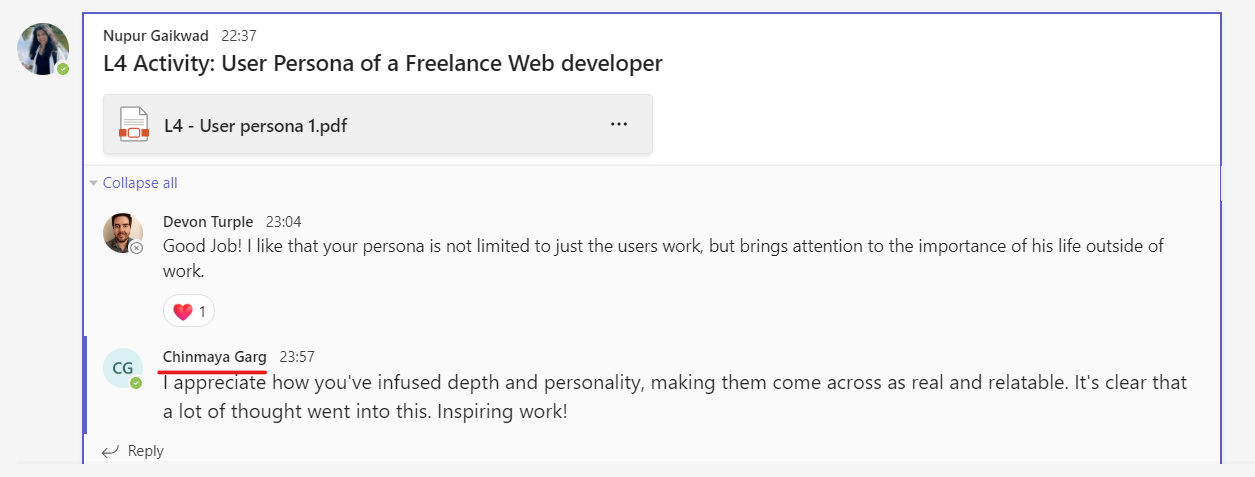 Nupur Gaikwad 22:37
L4 Activity: User Persona of a Freelance Web developer
L4 - User persona 1.pdf
Collapse all
Devon Turple 23:04
Good Job! I like that your persona is not limited to just the users work, but brings attention to the importance of his life outside of
work.
1
CG
Chinmaya Garg 23:57
I appreciate how you've infused depth and personality, making them come across as real and relatable. It's clear that
a lot of thought went into this. Inspiring work!
Reply